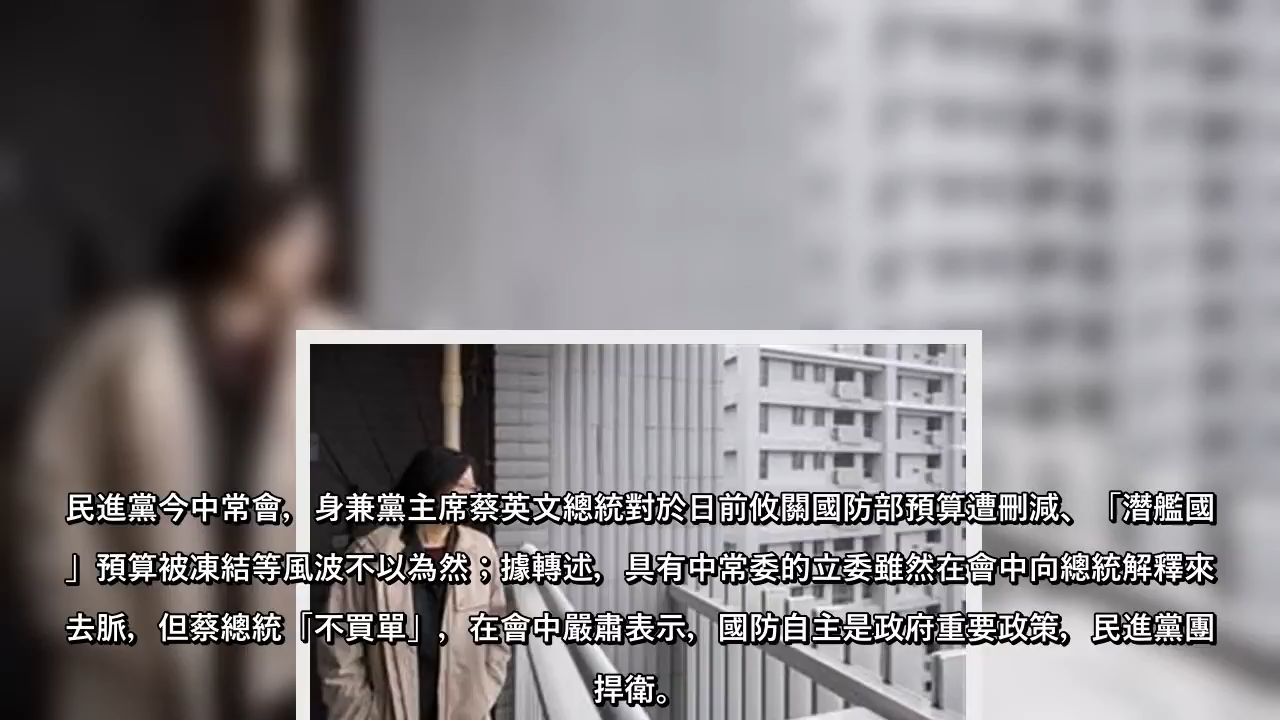 民進黨今中常會，身兼黨主席蔡英文總統對於日前攸關國防部預算遭刪減、「潛艦國
」預算被凍結等風波不以為然；據轉述，具有中常委的立委雖然在會中向總統解釋來
去脈，但蔡總統「不買單」，在會中嚴肅表示，國防自主是政府重要政策，民進黨團
捍衛。